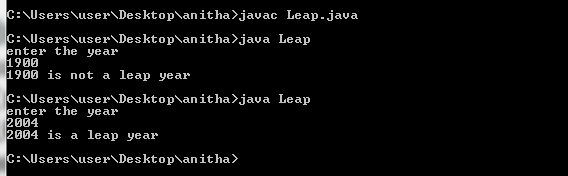 C:\Users\user\Desktop\anitha>javac Leap.java
C:\Users\user\Desktop\anitha>java Leap
enter the year
1900
1900 is not a leap year
C:\Users\user\Desktop\anitha>java Leap
enter the year
2004
2004 is a leap year
C:\Users\user\Desktop\anitha>